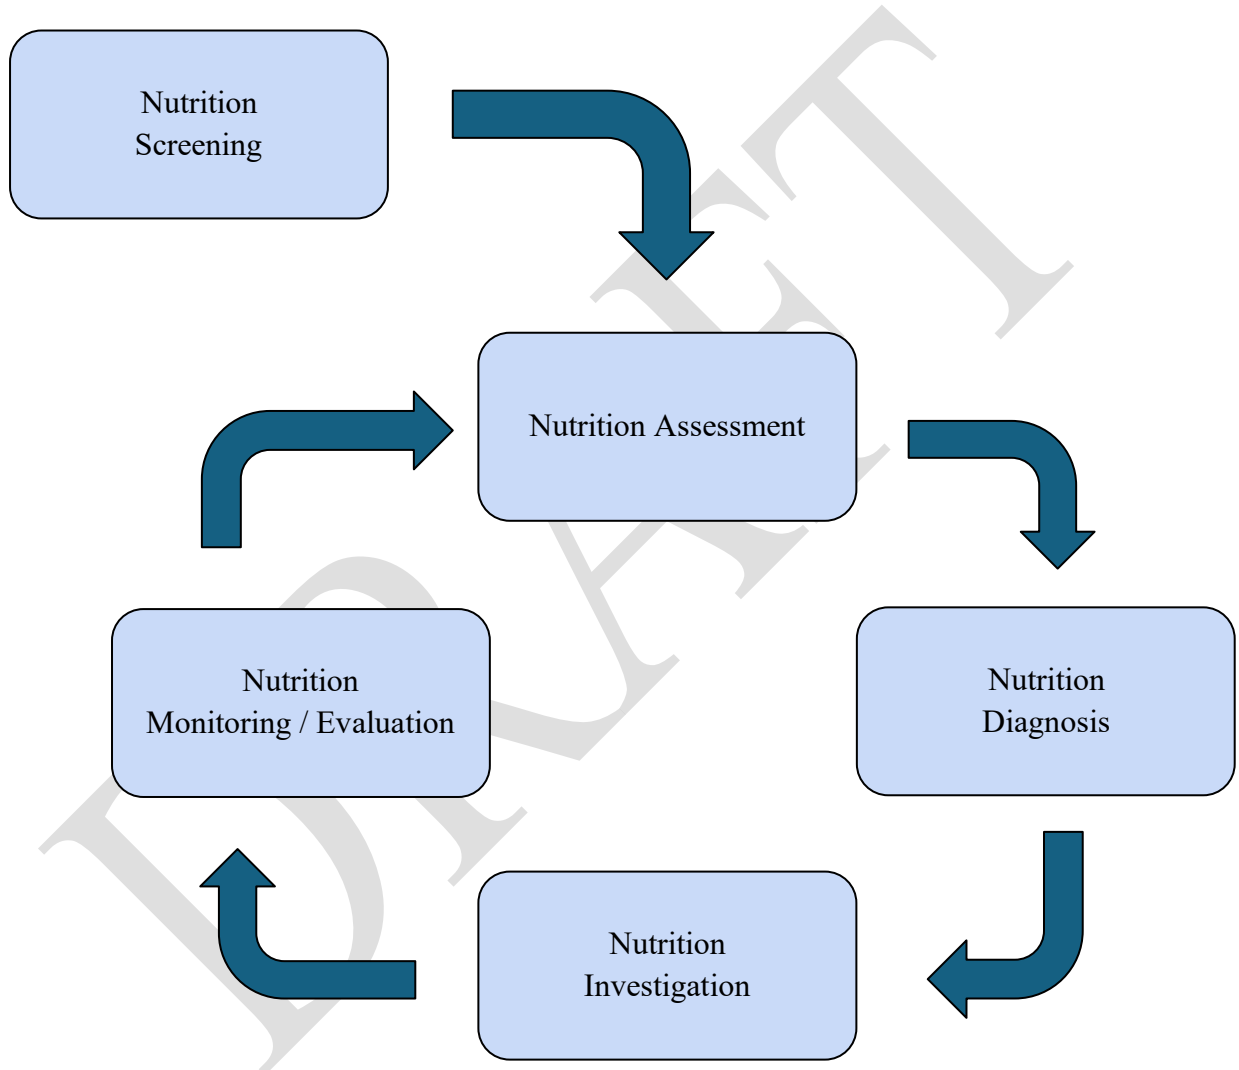 Nutrition
Screening
Nutrition Assessment
Nutrition
Diagnosis
Nutrition
Investigation
Nutrition
Monitoring / Evaluation
DRAFT